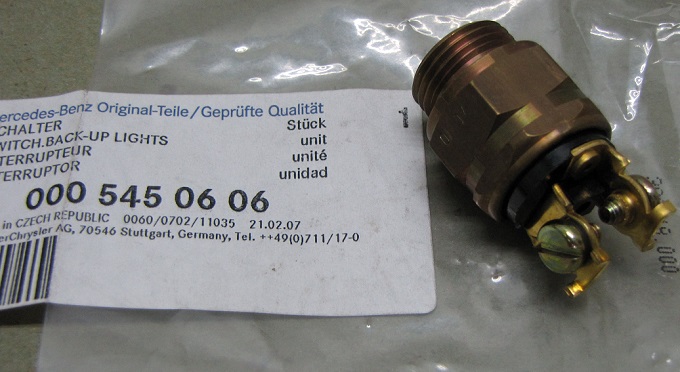 ercedes-Benz Original-Teile/Geprüfte Qualität
CHALTER Stück
WITCH.BACK-UP LIGHTS unit
TERRUPTEUR unité
TERRUPTOR unidad
000 545 06 06
in CZECH REPUBLIC 0060/0702/11035 21.02.07
erChrysler AG, 70546 Stuttgart, Germany, Tel. ++49(0)711/17-0